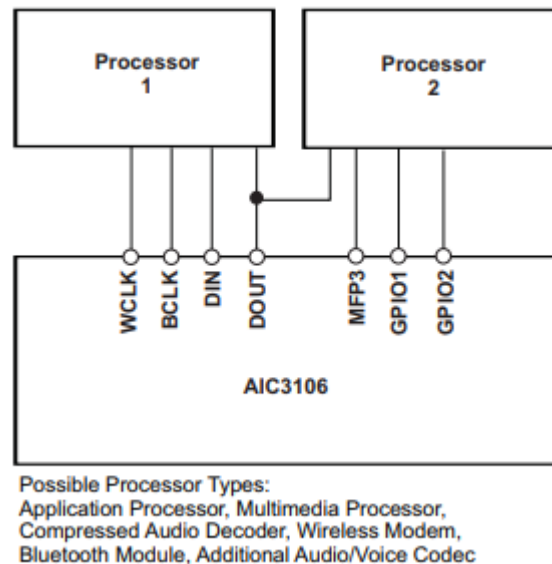 Processor
1
Processor
2
WCLK
BCLK
DIN
DOUT
MFP3
GPIO1
GPIO2
AIC3106
Possible Processor Types:
Application Processor, Multimedia Processor,
Compressed Audio Decoder, Wireless Modem,
Bluetooth Module, Additional Audio/Voice Codec